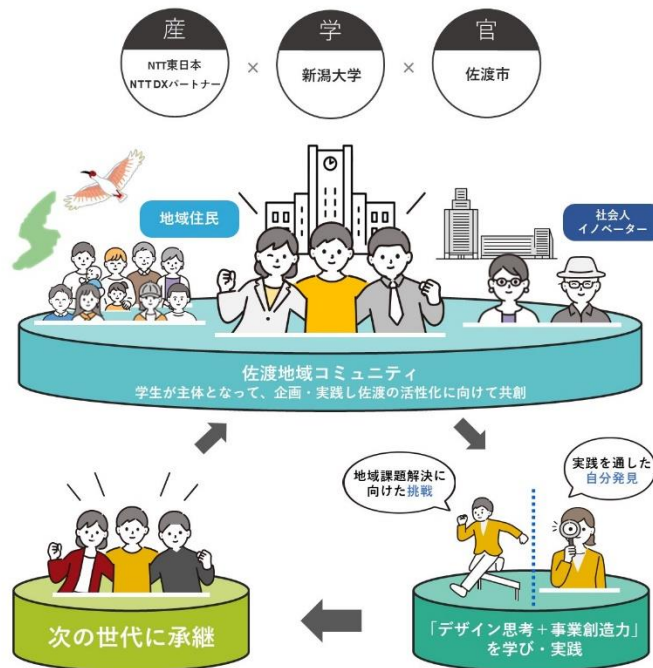 産
学
官
NTT東日本
NTTDXパートナー
×
新潟大学
×
佐渡市
地域住民
社会人
イノベーター
佐渡地域コミュニティ
学生が主体となって、企画・実践し佐渡の活性化に向けて共創
地域課題解決に
向けた挑戦
実践を通した
自分発見
次の世代に承継
「デザイン思考+事業創造力」
を学び・実践